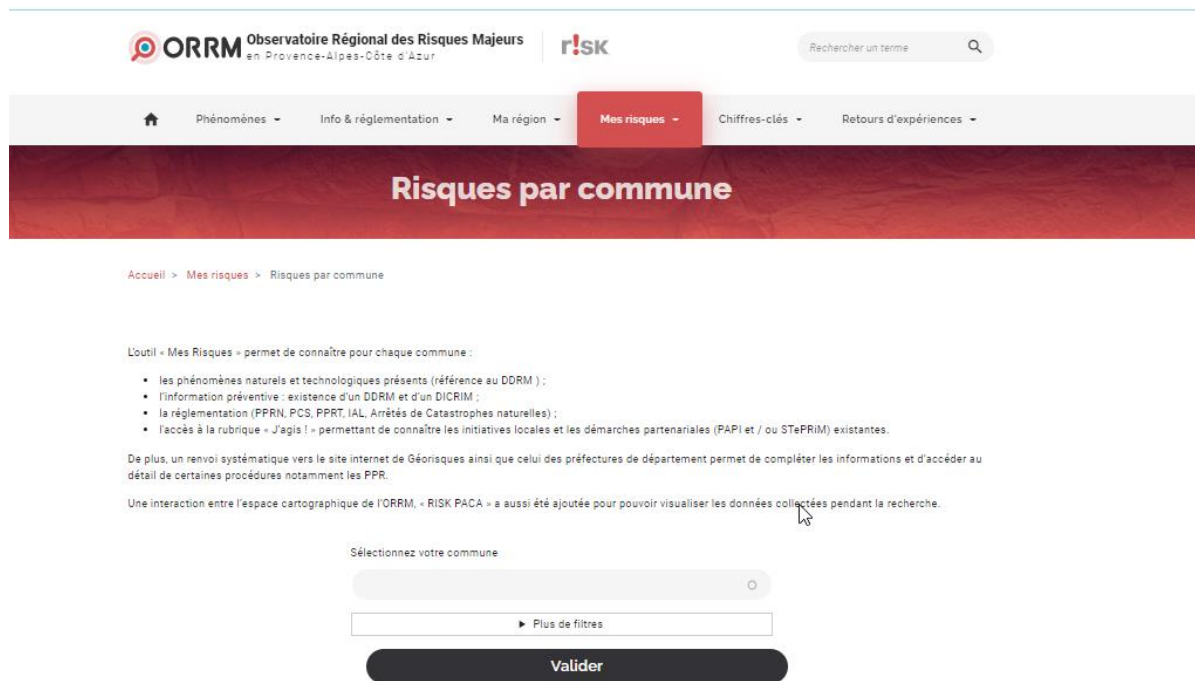 ORRM Observatoire Régional des Risques Majeurs
en Provence-Alpes-Côte d'Azur
r!sk
Rechercher un terme
Phénomènes
Info & réglementation
Ma région
Mes risques
Chiffres-clés
Retours d'expériences
Risques par commune
Accueil > Mes risques > Risques par commune
L'outil « Mes Risques » permet de connaître pour chaque commune :
• les phénomènes naturels et technologiques présents (référence au DDRM ) ;
• l'information préventive : existence d'un DDRM et d'un DICRIM ;
• la réglementation (PPRN, PCS, PPRT, IAL, Arrêtés de Catastrophes naturelles) ;
• l'accès à la rubrique « J'agis ! » permettant de connaître les initiatives locales et les démarches partenariales (PAPI et / ou STePRiM) existantes.
De plus, un renvoi systématique vers le site internet de Géorisques ainsi que celui des préfectures de département permet de compléter les informations et d'accéder au
détail de certaines procédures notamment les PPR.
Une interaction entre l'espace cartographique de l'ORRM, « RISK PACA » a aussi été ajoutée pour pouvoir visualiser les données collectées pendant la recherche.
Sélectionnez votre commune
► Plus de filtres
Valider